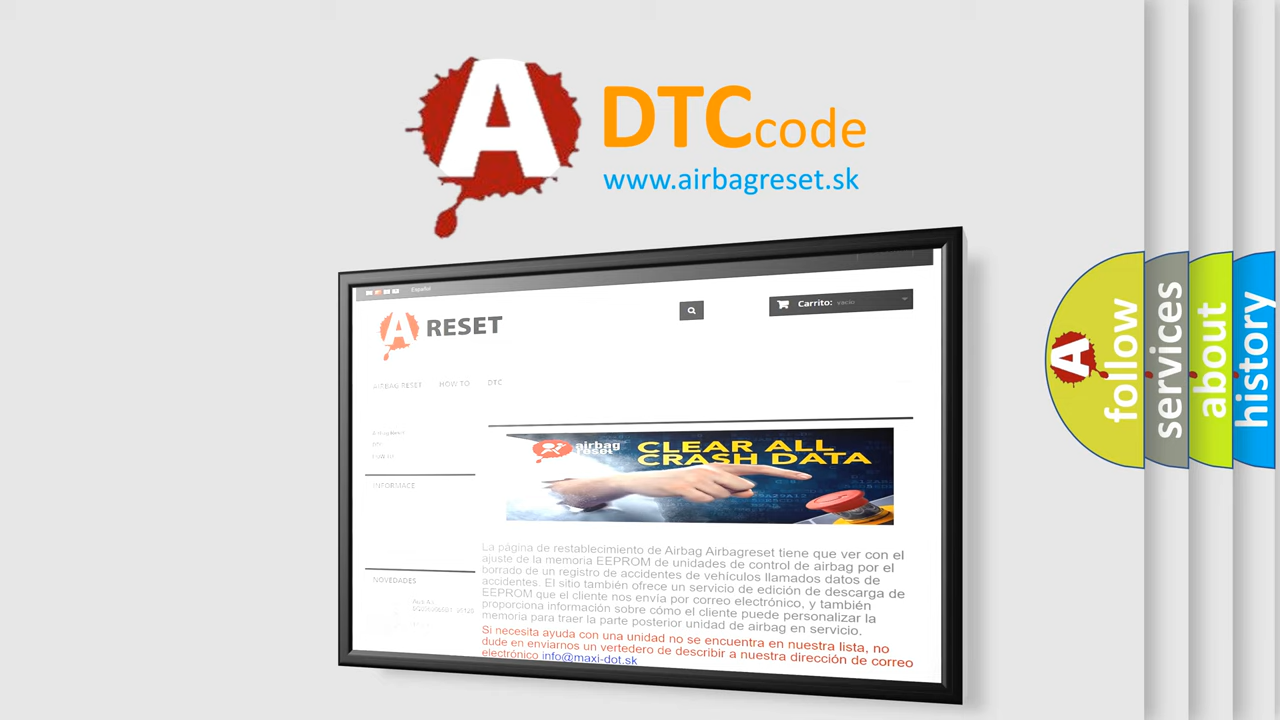 A
DTCcode
www.airbagreset.sk
Español
A RESET
Carrito: vacío
AIRBAG RESET HOW TO DTC
INFORMACE
airbag
reset
CLEAR ALL
CRASH DATA
La página de restablecimiento de Airbag Airbagreset tiene que ver con el
ajuste de la memoria EEPROM de unidades de control de airbag por el
borrado de un registro de accidentes de vehículos llamados datos de
accidentes. El sitio también ofrece un servicio de edición de descarga de
EEPROM que el cliente nos envía por correo electrónico, y también
proporciona información sobre cómo el cliente puede personalizar la
memoria para traer la parte posterior unidad de airbag en servicio.
Si necesita ayuda con una unidad no se encuentra en nuestra lista, no
dude en enviarnos un vertedero de describir a nuestra dirección de correo
electrónico info@maxi-dot.sk
NOVEDADES
A
follow
services
about
history